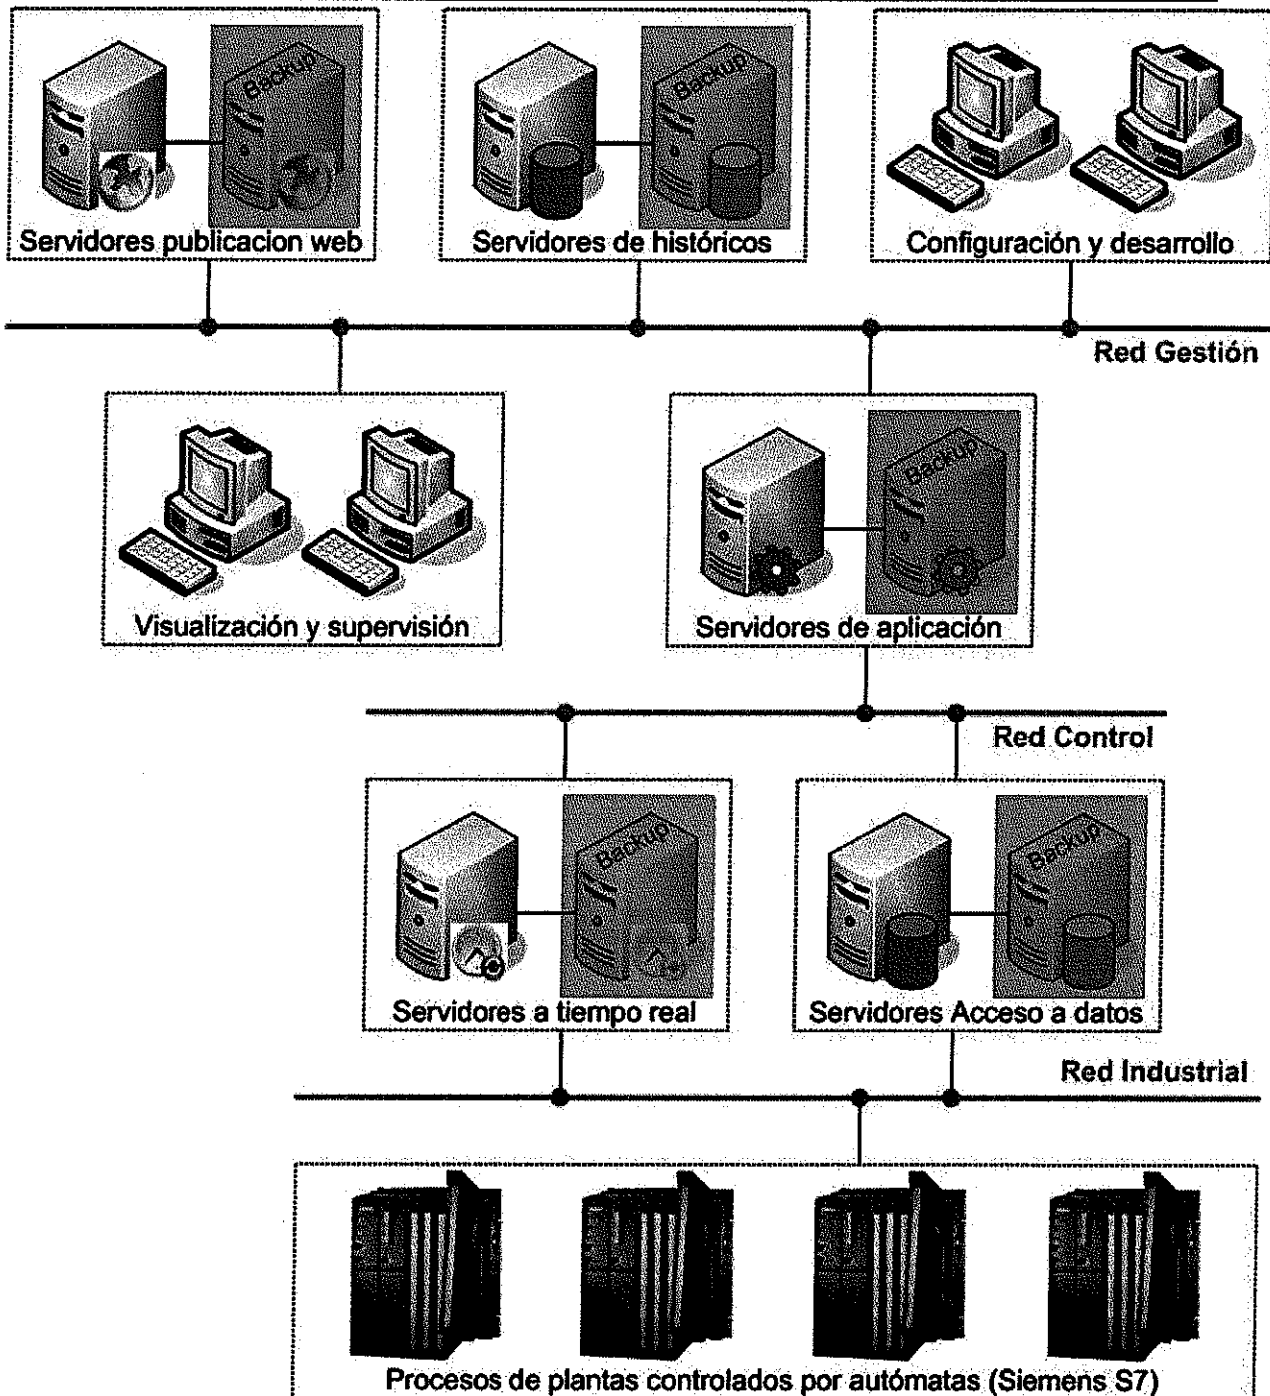 Backup
Backup
Servidores publicacion web
Servidores de históricos
Configuración y desarrollo
Red Gestión
Backup
Visualización y supervisión
Servidores de aplicación
Red Control
Backup
Backup
Servidores a tiempo real
Servidores Acceso a datos
Red Industrial
Procesos de plantas controlados por autómatas (Siemens S7)